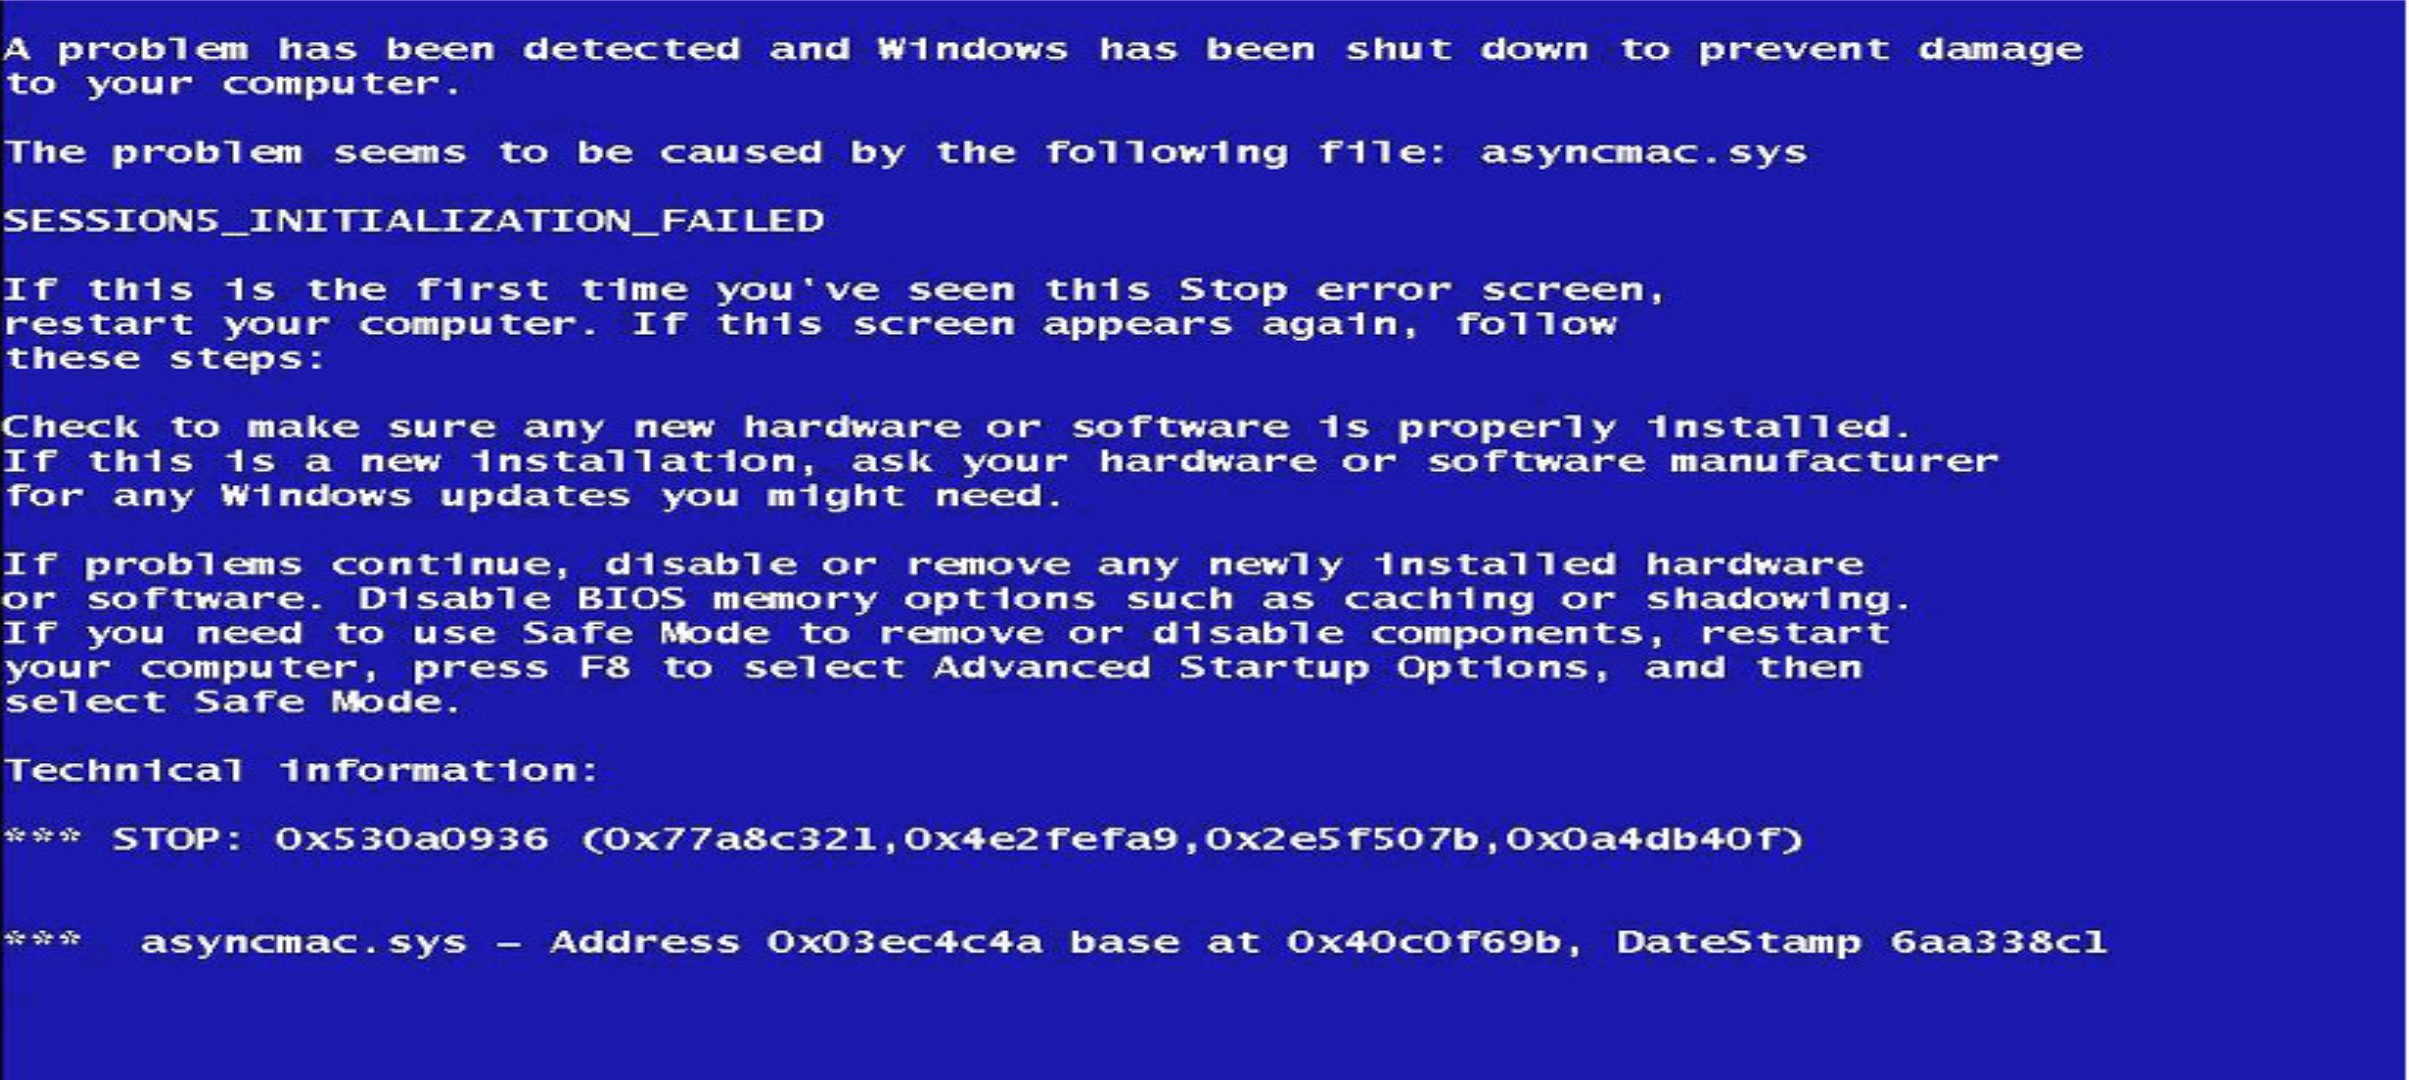 A problem has been detected and Windows has been shut down to prevent damage
to your computer.
The problem seems to be caused by the following file: asyncmac.sys
SESSION5_INITIALIZATION_FAILED
If this is the first time you've seen this Stop error screen,
restart your computer. If this screen appears again, follow
these steps:
Check to make sure any new hardware or software is properly installed.
If this is a new installation, ask your hardware or software manufacturer
for any Windows updates you might need.
If problems continue, disable or remove any newly installed hardware
or software. Disable BIOS memory options such as caching or shadowing.
If you need to use Safe Mode to remove or disable components, restart
your computer, press F8 to select Advanced Startup Options, and then
select Safe Mode.
Technical information:
*** STOP: 0x530a0936 (0x77a8c321,0x4e2fefa9,0x2e5f507b,0x0a4db40f)
*** asyncmac.sys – Address 0x03ec4c4a base at 0x40c0f69b, DateStamp 6aa338c1